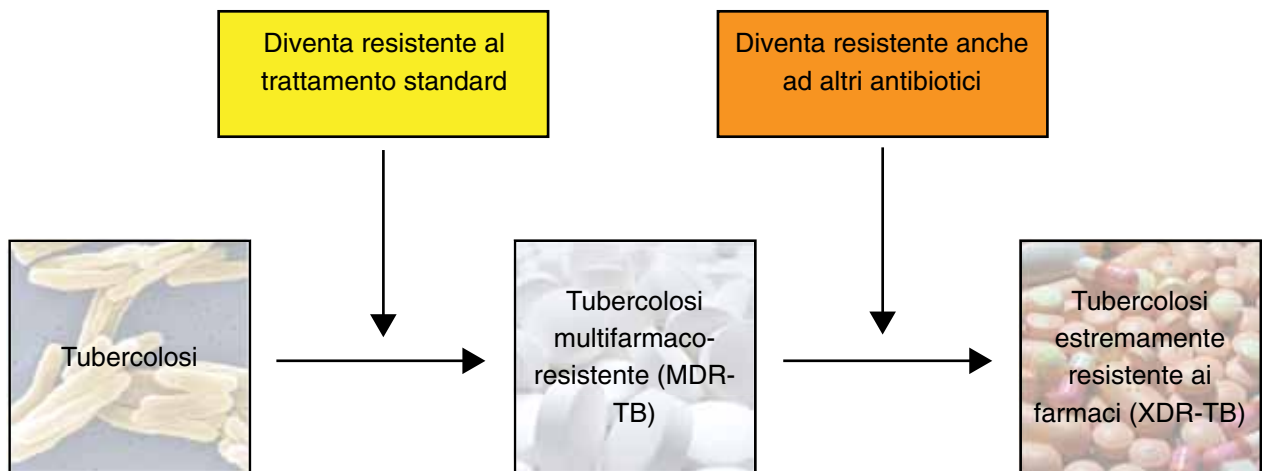 Diventa resistente al
trattamento standard
Diventa resistente anche
ad altri antibiotici
Tubercolosi
Tubercolosi
multifarmaco-
resistente (MDR-
TB)
Tubercolosi
estremamente
resistente ai
farmaci (XDR-TB)